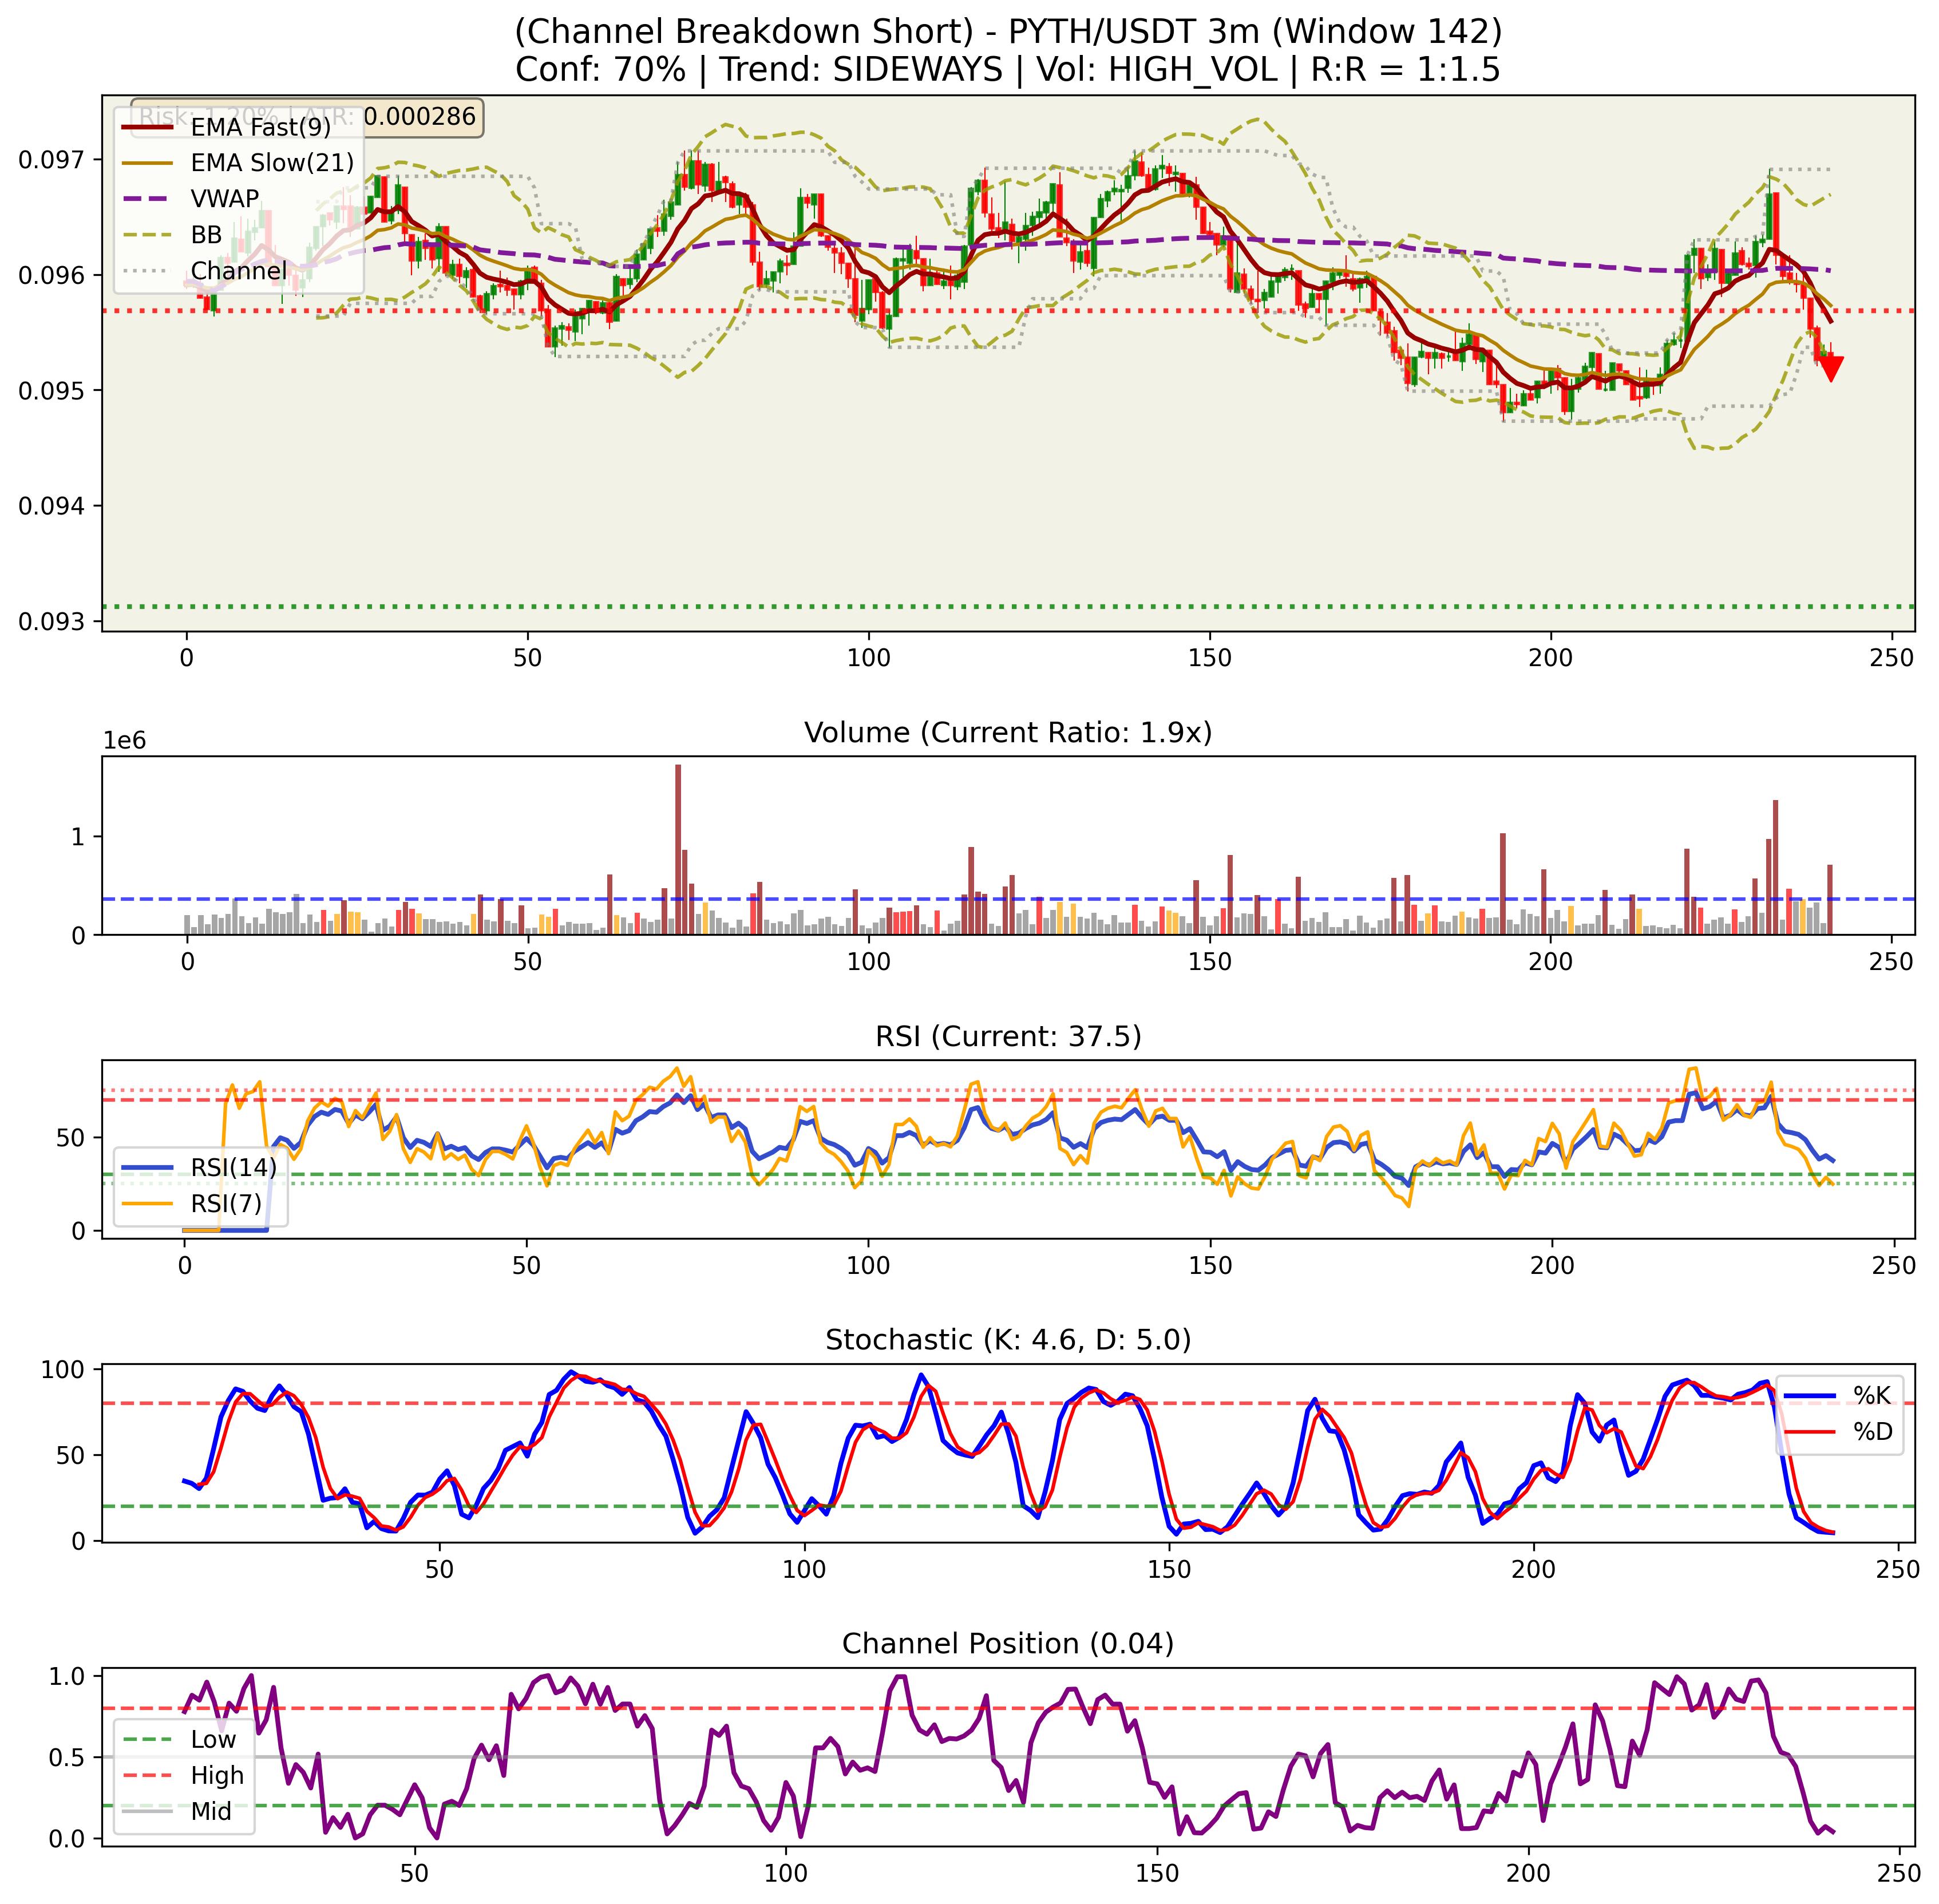 (Channel Breakdown Short) - PYTH/USDT 3m (Window 142)
Conf: 70% | Trend: SIDEWAYS | Vol: HIGH_VOL | R:R = 1:1.5
Risk: 1.20% | ATR: 0.000286
EMA Fast(9)
EMA Slow(21)
VWAP
BB
Channel
0.097
0.096
0.095
0.094
0.093
0 50 100 150 200 250
Volume (Current Ratio: 1.9x)
1e6
1
0
0 50 100 150 200 250
RSI (Current: 37.5)
50
0
RSI(14)
RSI(7)
0 50 100 150 200 250
Stochastic (K: 4.6, D: 5.0)
100
50
0
%K
%D
50 100 150 200 250
Channel Position (0.04)
1.0
0.5
0.0
Low
High
Mid
50 100 150 200 250